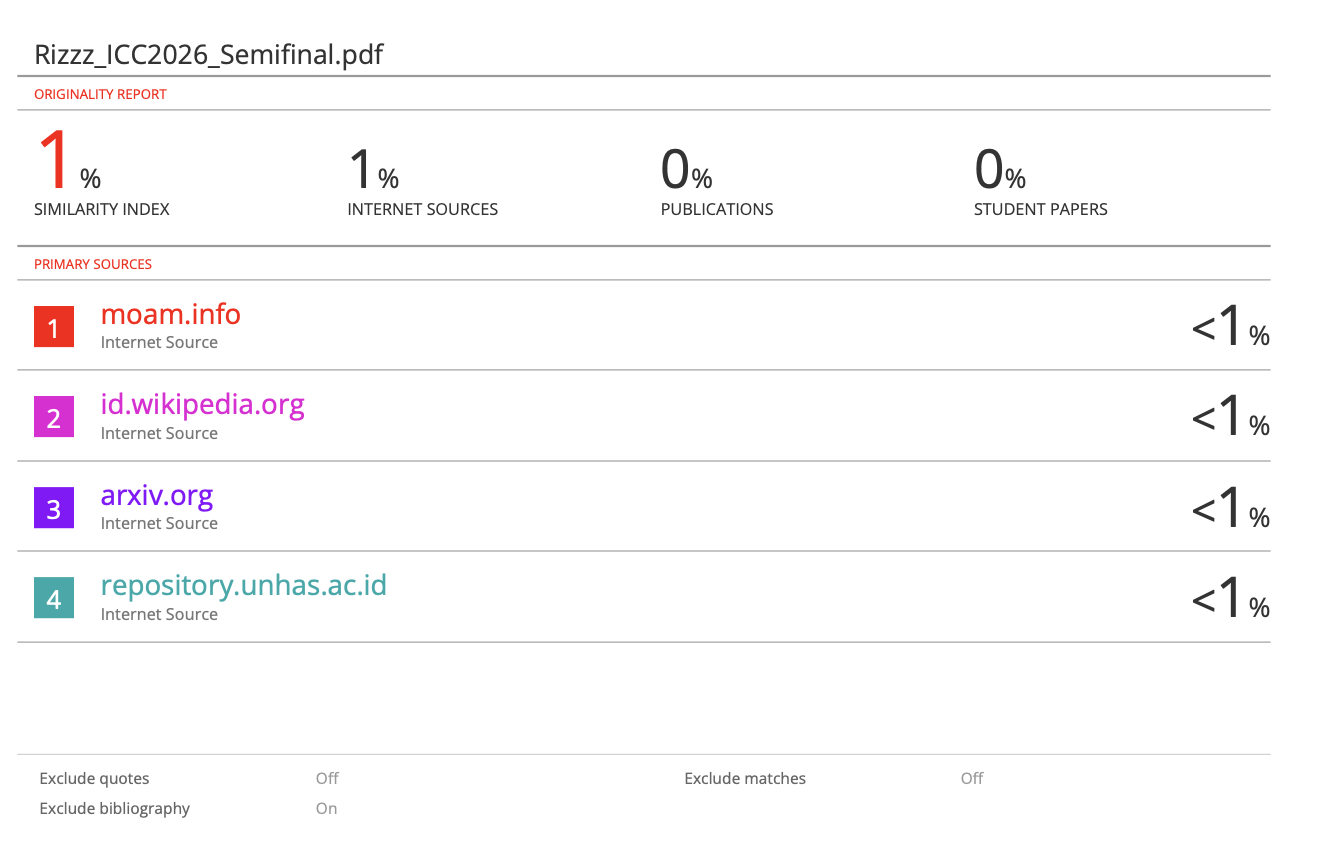 Rizzz_ICC2026_Semifinal.pdf
ORIGINALITY REPORT
1% 1% 0% 0%
SIMILARITY INDEX INTERNET SOURCES PUBLICATIONS STUDENT PAPERS
PRIMARY SOURCES
1 moam.info <1%
Internet Source
2 id.wikipedia.org <1%
Internet Source
3 arxiv.org <1%
Internet Source
4 repository.unhas.ac.id <1%
Internet Source
Exclude quotes Off Exclude matches Off
Exclude bibliography On